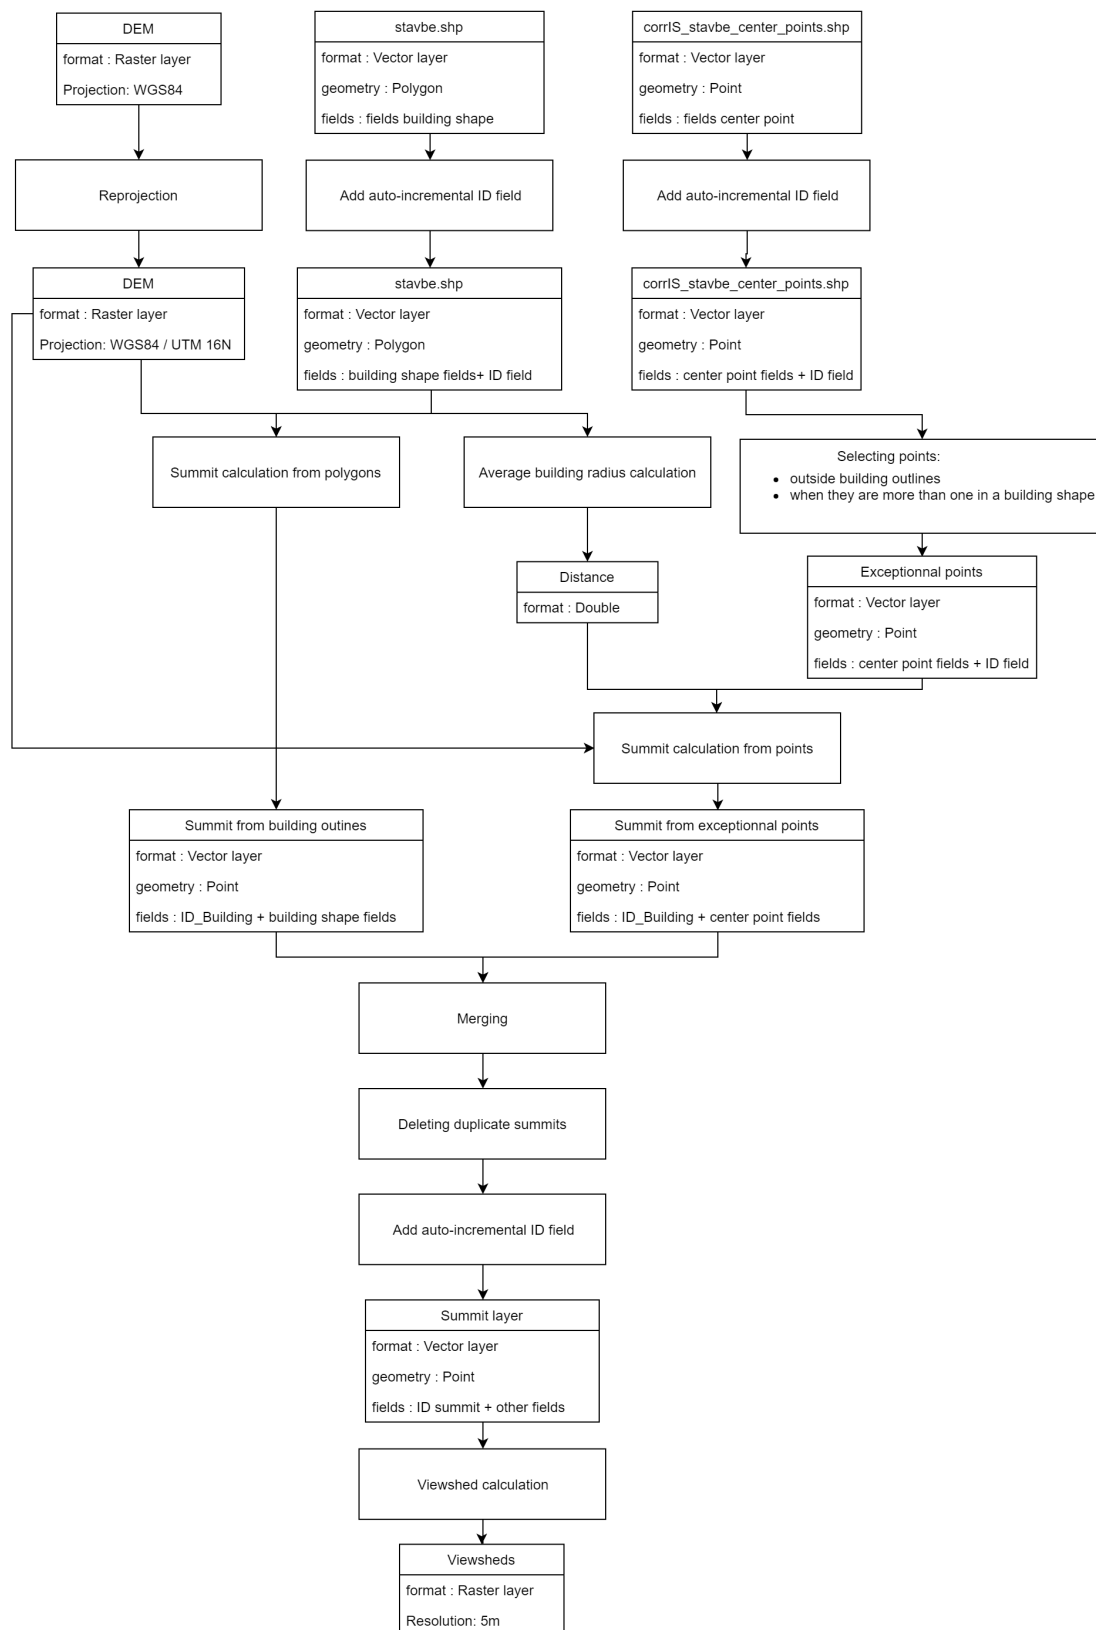 DEM
format : Raster layer
Projection: WGS84
stavbe.shp
format : Vector layer
geometry : Polygon
fields : fields building shape
corrIS_stavbe_center_points.shp
format : Vector layer
geometry : Point
fields : fields center point
Reprojection
Add auto-incremental ID field
Add auto-incremental ID field
DEM
format : Raster layer
Projection: WGS84 / UTM 16N
stavbe.shp
format : Vector layer
geometry : Polygon
fields : building shape fields+ ID field
corrIS_stavbe_center_points.shp
format : Vector layer
geometry : Point
fields : center point fields + ID field
Summit calculation from polygons
Average building radius calculation
Selecting points:
• outside building outlines
• when they are more than one in a building shape
Distance
format : Double
Exceptionnal points
format : Vector layer
geometry : Point
fields : center point fields + ID field
Summit calculation from points
Summit from building outines
format : Vector layer
geometry : Point
fields : ID_Building + building shape fields
Summit from exceptionnal points
format : Vector layer
geometry : Point
fields : ID_Building + center point fields
Merging
Deleting duplicate summits
Add auto-incremental ID field
Summit layer
format : Vector layer
geometry : Point
fields : ID summit + other fields
Viewshed calculation
Viewsheds
format : Raster layer
Resolution: 5m